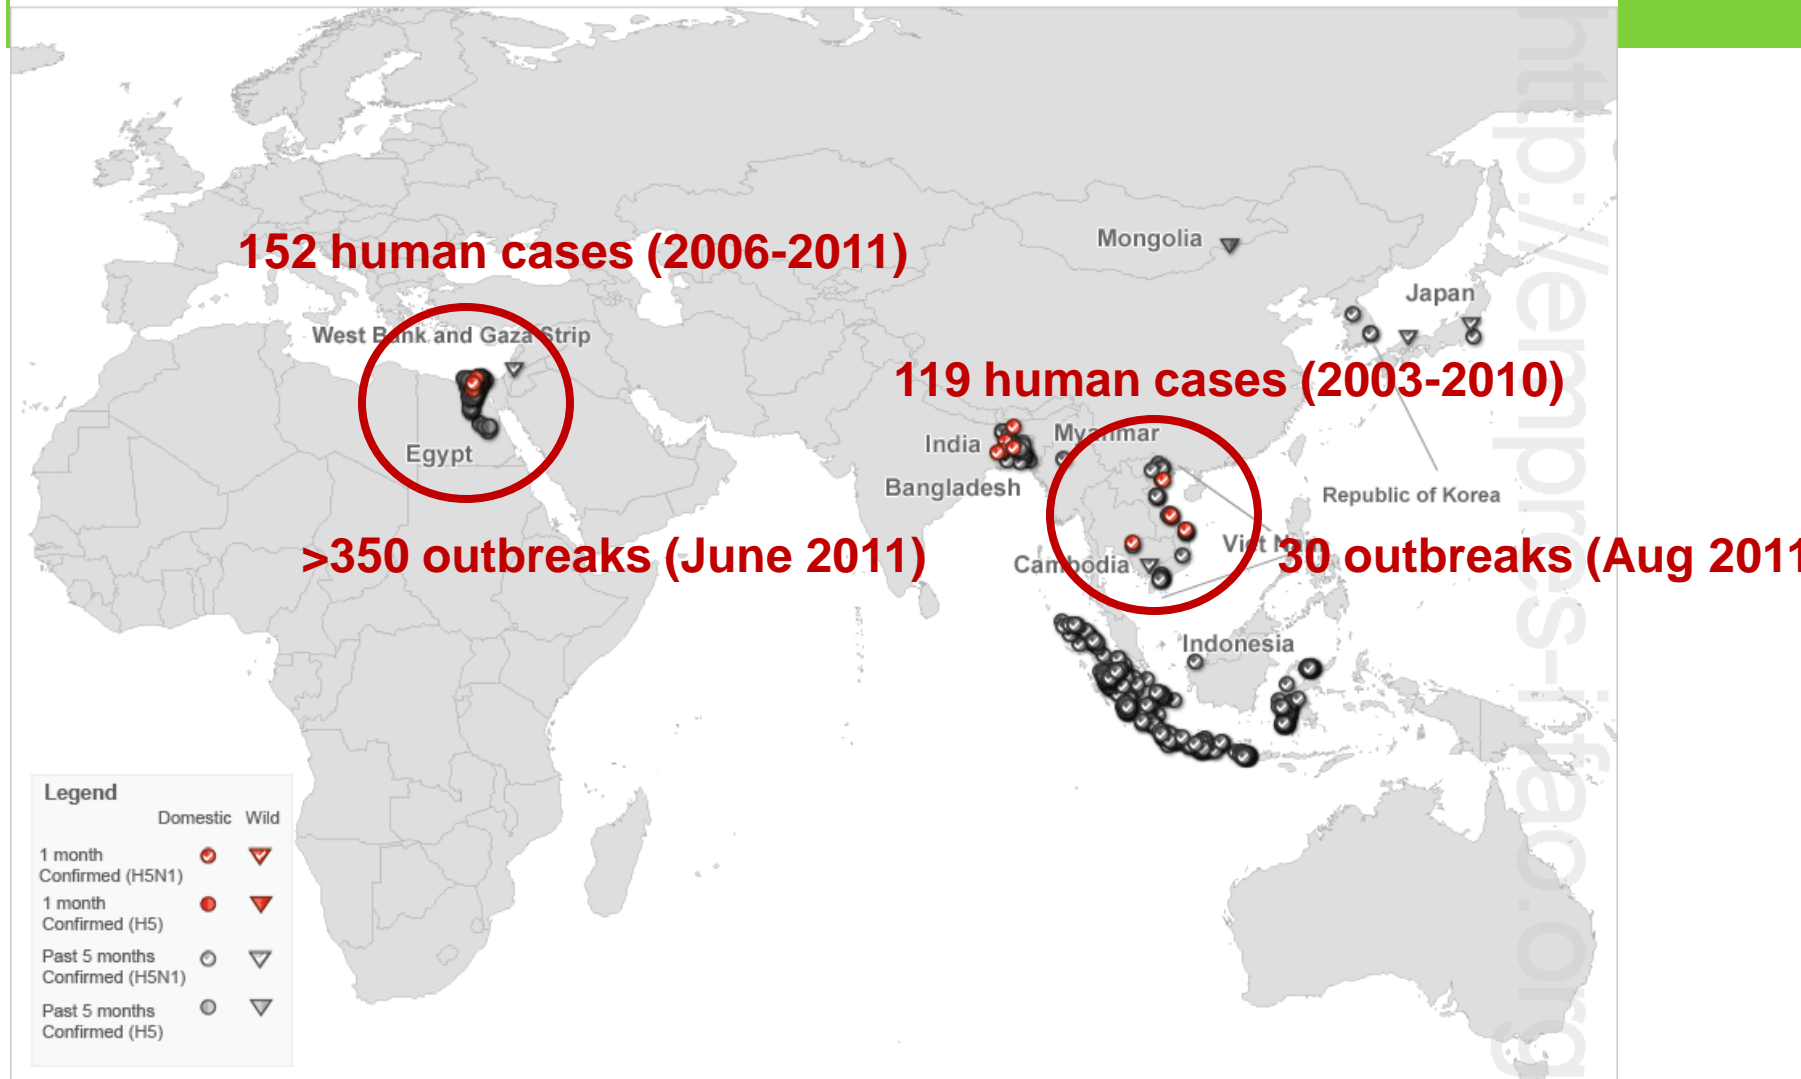 152 human cases (2006-2011)
Mongolia
Japan
West Bank and Gaza Strip
119 human cases (2003-2010)
Egypt
India
Myanmar
Bangladesh
Republic of Korea
>350 outbreaks (June 2011)
Cambodia
Viet Nam
30 outbreaks (Aug 2011
Indonesia
http://empres-i.fao.org
Legend
Domestic Wild
1 month
Confirmed (H5N1)
1 month
Confirmed (H5)
Past 5 months
Confirmed (H5N1)
Past 5 months
Confirmed (H5)